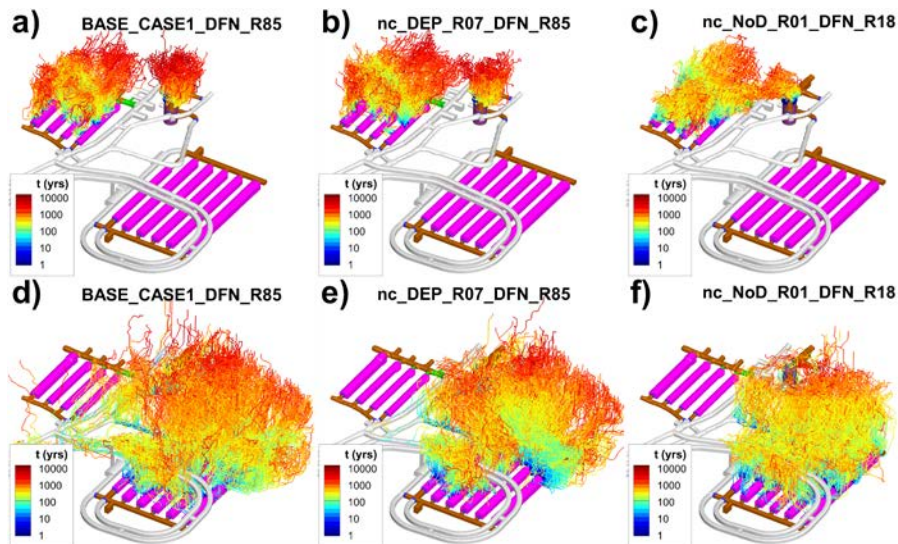 a) BASE_CASE1_DFN_R85
b) nc_DEP_R07_DFN_R85
c) nc_NoD_R01_DFN_R18
t (yrs)
10000
1000
100
10
1
t (yrs)
10000
1000
100
10
1
t (yrs)
10000
1000
100
10
1
d) BASE_CASE1_DFN_R85
e) nc_DEP_R07_DFN_R85
f) nc_NoD_R01_DFN_R18
t (yrs)
10000
1000
100
10
1
t (yrs)
10000
1000
100
10
1
t (yrs)
10000
1000
100
10
1